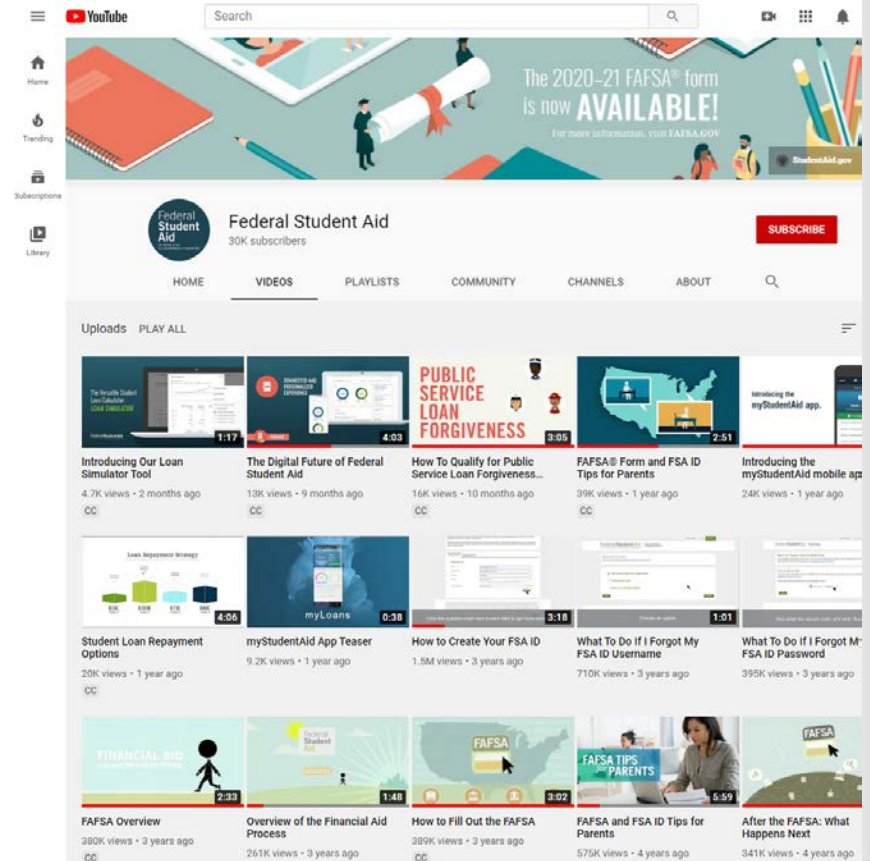 YouTube
Search
Home
Trending
Subscriptions
Library
The 2020–21 FAFSA® form
is now AVAILABLE!
For more information, visit FAFSA.GOV
StudentAid.gov
Federal
Student
Aid
Federal Student Aid
30K subscribers
SUBSCRIBE
HOME VIDEOS PLAYLISTS COMMUNITY CHANNELS ABOUT
Uploads PLAY ALL
The Versatile Student
Loan Calculator
LOAN SIMULATOR
1:17
CONNECTED AND
PERSONALIZED
EXPERIENCE
4:03
PUBLIC
SERVICE
LOAN
FORGIVENESS
3:05
2:51
Introducing the
myStudentAid app.
Introducing Our Loan
Simulator Tool
4.7K views • 2 months ago
CC
The Digital Future of Federal
Student Aid
13K views • 9 months ago
CC
How To Qualify for Public
Service Loan Forgiveness...
16K views • 10 months ago
CC
FAFSA® Form and FSA ID
Tips for Parents
39K views • 1 year ago
CC
Introducing the
myStudentAid mobile ap
24K views • 1 year ago
Loan Repayment Strategy
4:06
myLoans
0:38
3:18
1:01
Student Loan Repayment
Options
20K views • 1 year ago
CC
myStudentAid App Teaser
9.2K views • 1 year ago
How to Create Your FSA ID
1.5M views • 3 years ago
What To Do If I Forgot My
FSA ID Username
710K views • 3 years ago
What To Do If I Forgot M
FSA ID Password
395K views • 3 years ago
FINANCIAL AID
2:33
Federal
Student
Aid
1:48
FAFSA
3:02
FAFSA TIPS
for PARENTS
5:59
FAFSA
FAFSA Overview
380K views • 3 years ago
CC
Overview of the Financial Aid
Process
261K views • 3 years ago
How to Fill Out the FAFSA
389K views • 3 years ago
CC
FAFSA and FSA ID Tips for
Parents
575K views • 4 years ago
After the FAFSA: What
Happens Next
341K views • 4 years ago